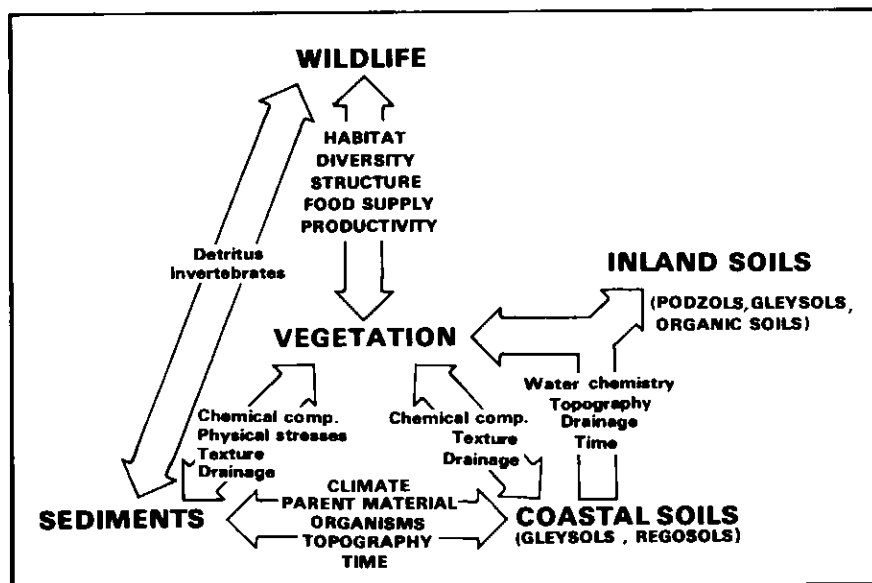 WILDLIFE
HABITAT
DIVERSITY
STRUCTURE
FOOD SUPPLY
PRODUCTIVITY
Detritus
Invertebrates
INLAND SOILS
(PODZOLS, GLEYSOLS,
ORGANIC SOILS)
VEGETATION
Water chemistry
Topography
Drainage
Time
Chemical comp.
Physical stresses
Texture
Drainage
Chemical comp.
Texture
Drainage
CLIMATE
PARENT MATERIAL
ORGANISMS
TOPOGRAPHY
TIME
SEDIMENTS
COASTAL SOILS
(GLEYSOLS , REGOSOLS)